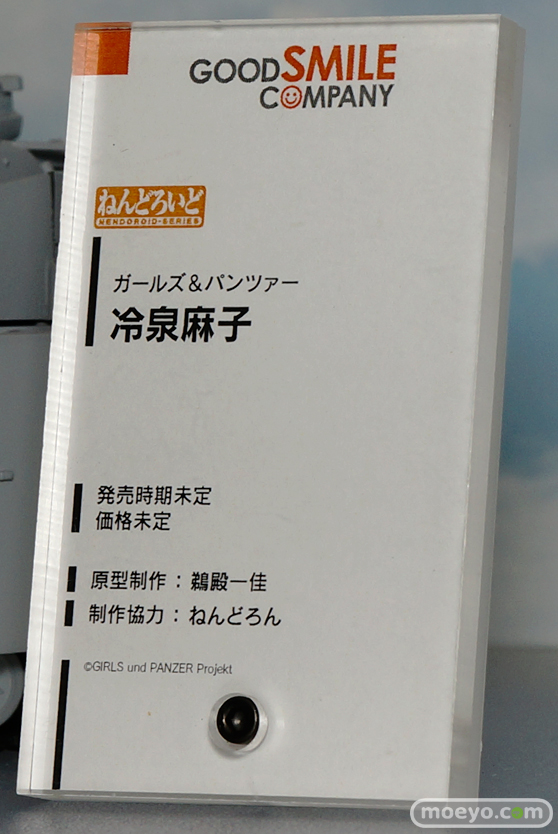 GOODSMILE
COMPANY
ねんどろいど
NENDOROID-SERIES
ガールズ&パンツァー
冷泉麻子
発売時期未定
価格未定
原型制作：鵜殿一佳
制作協力：ねんどろん
©GIRLS und PANZER Projekt
moeyo.com